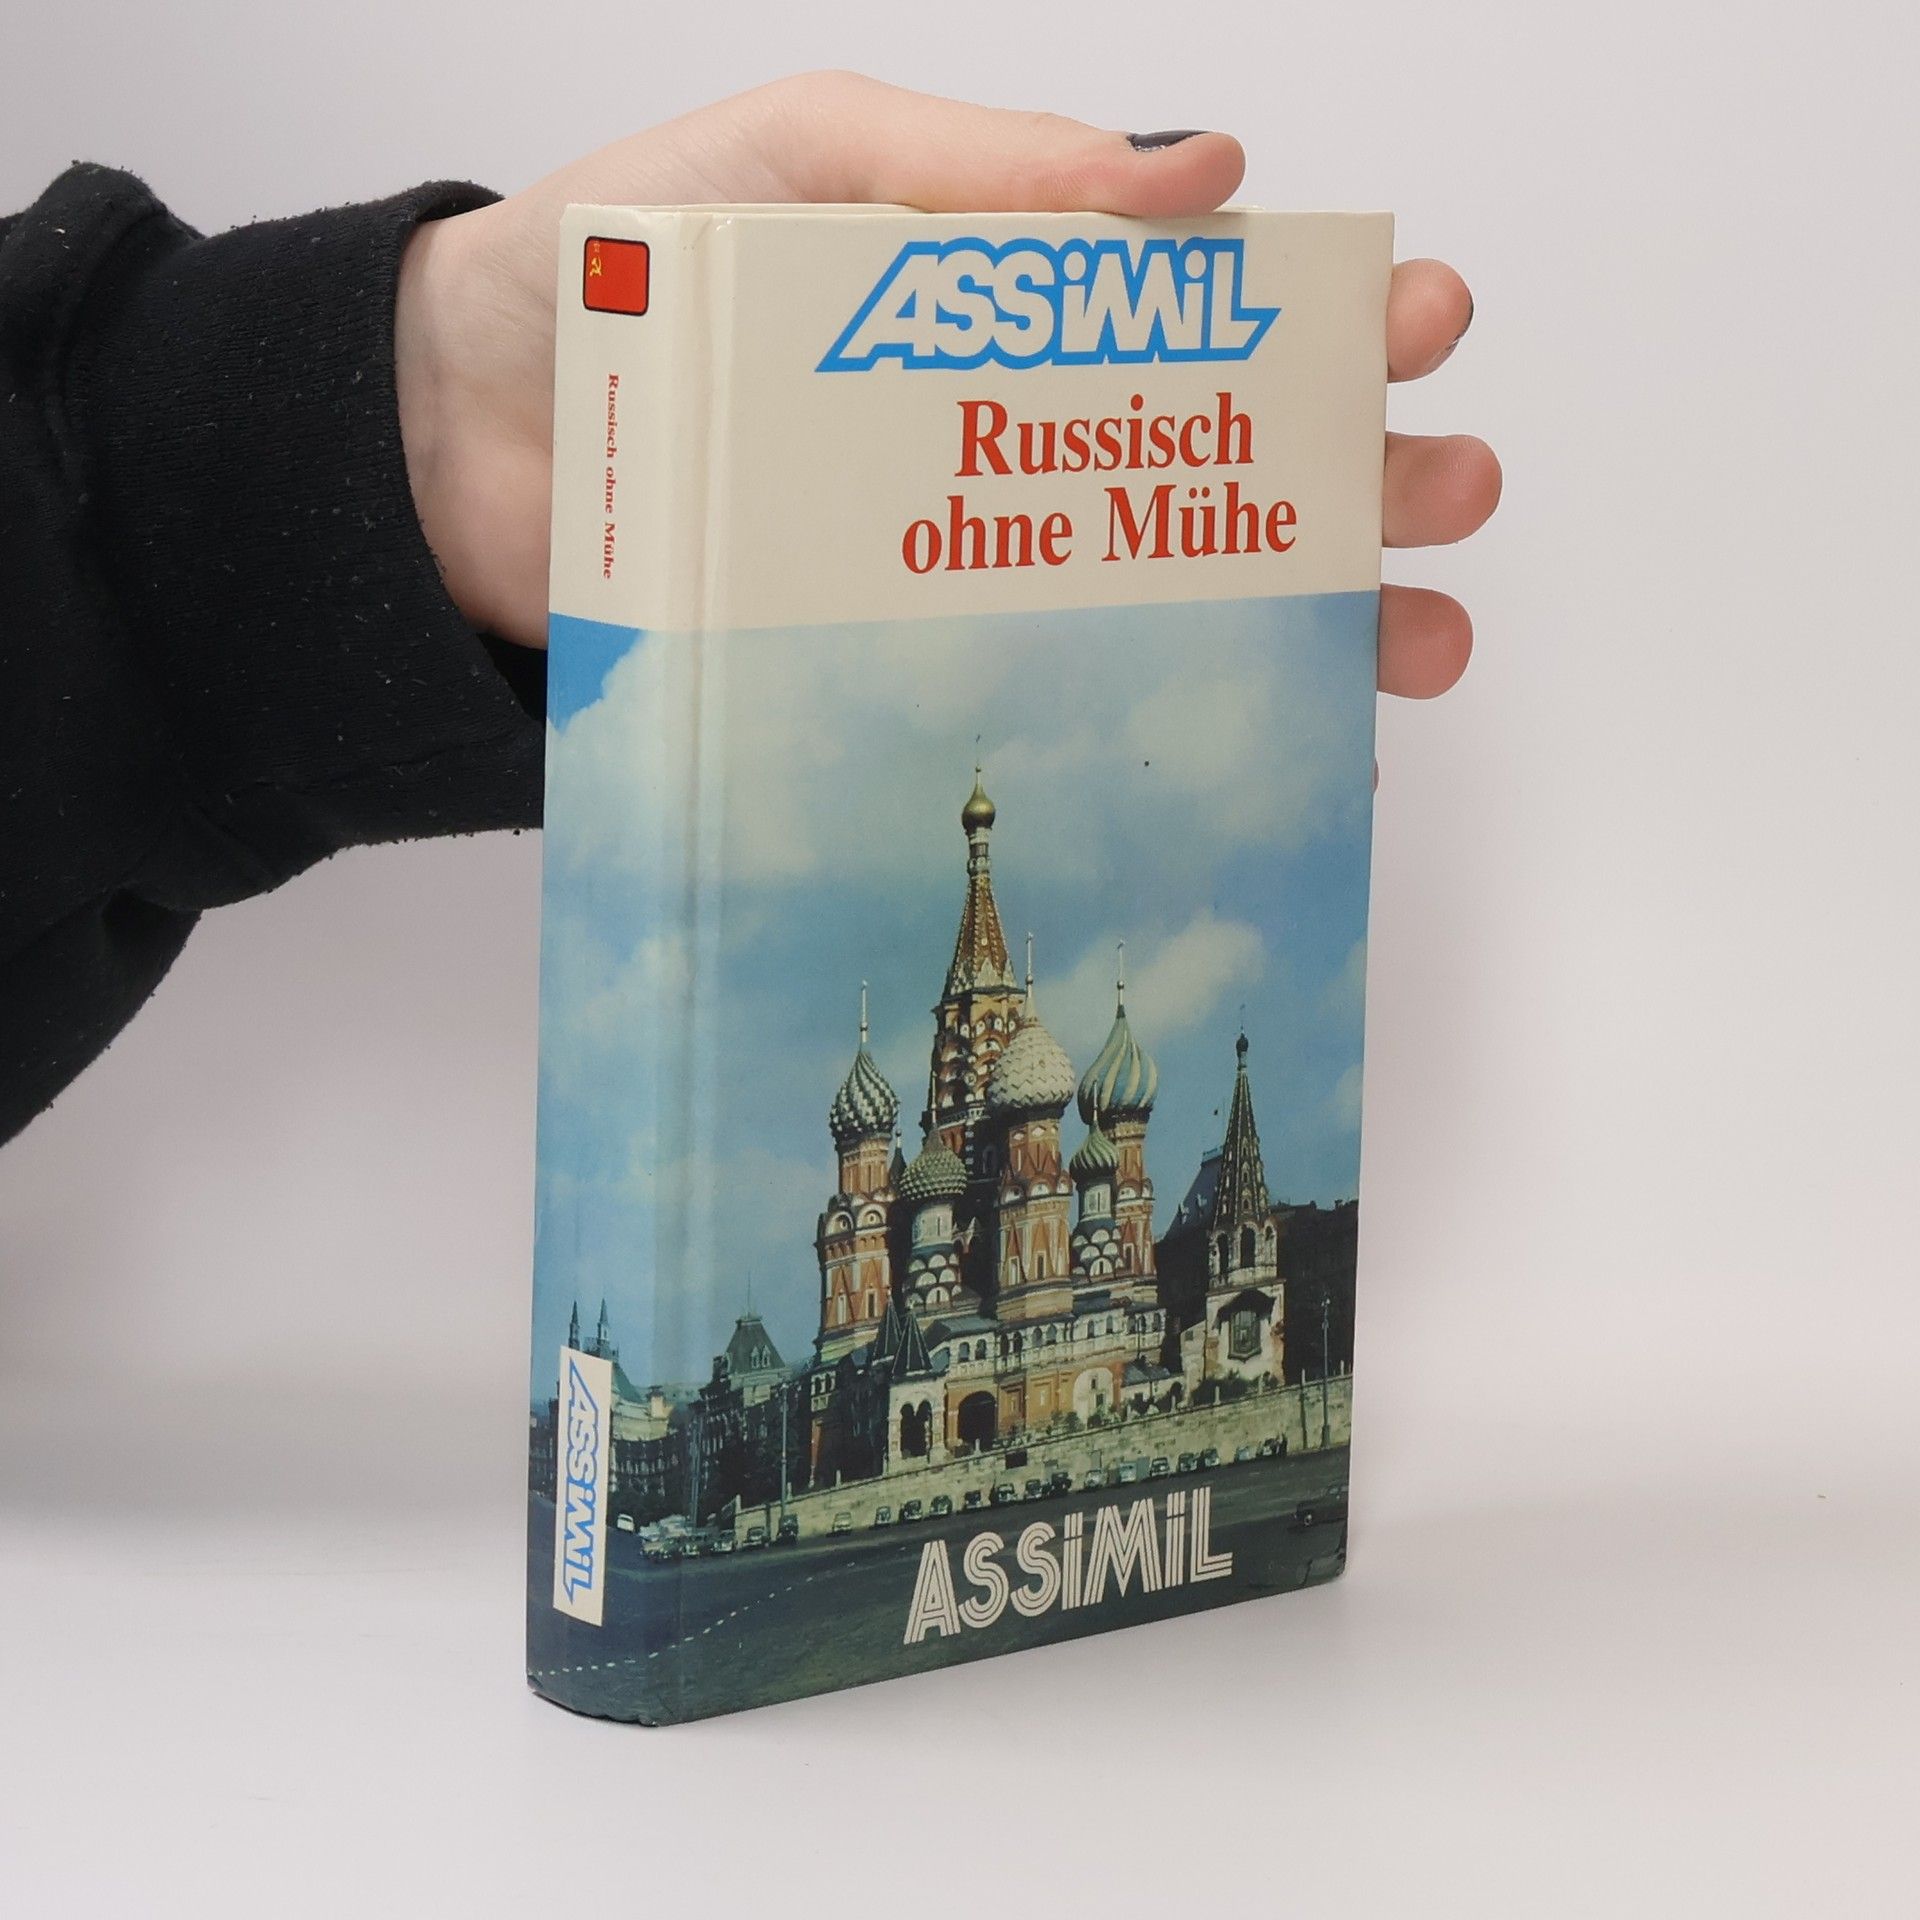 ASSiMiL
Russisch
ohne Mühe
ASSiMiL
Russisch ohne Mühe
ASSiMiL